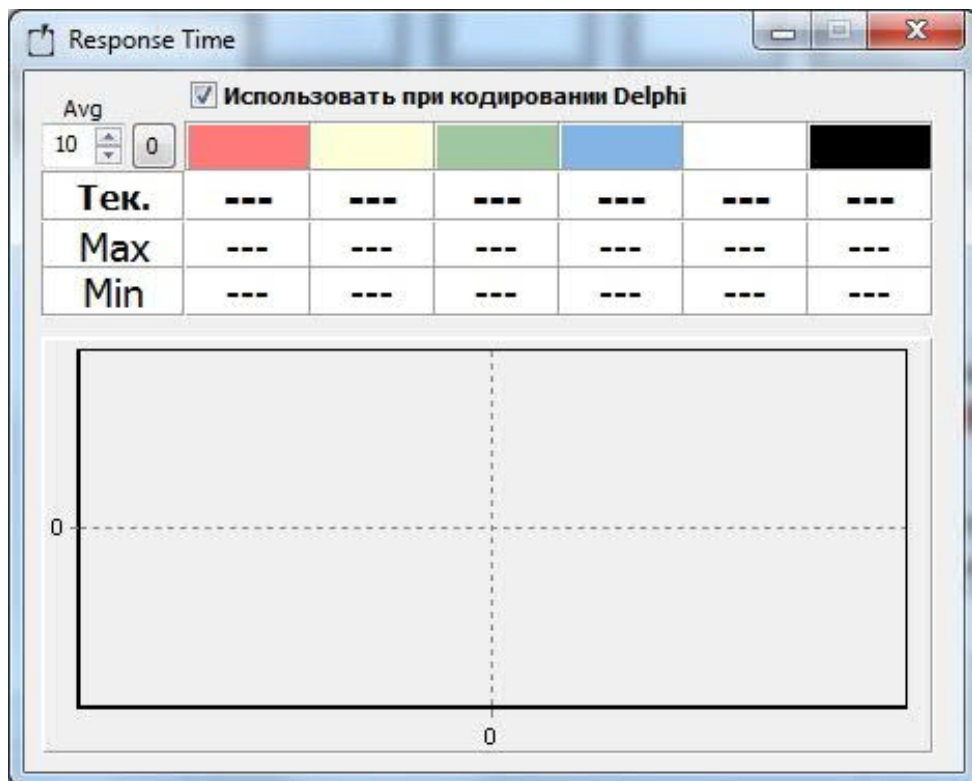 Response Time
Avg
Использовать при кодировании Delphi
10
0
Тек. --- --- --- --- --- ---
Max --- --- --- --- --- ---
Min --- --- --- --- --- ---
0
0